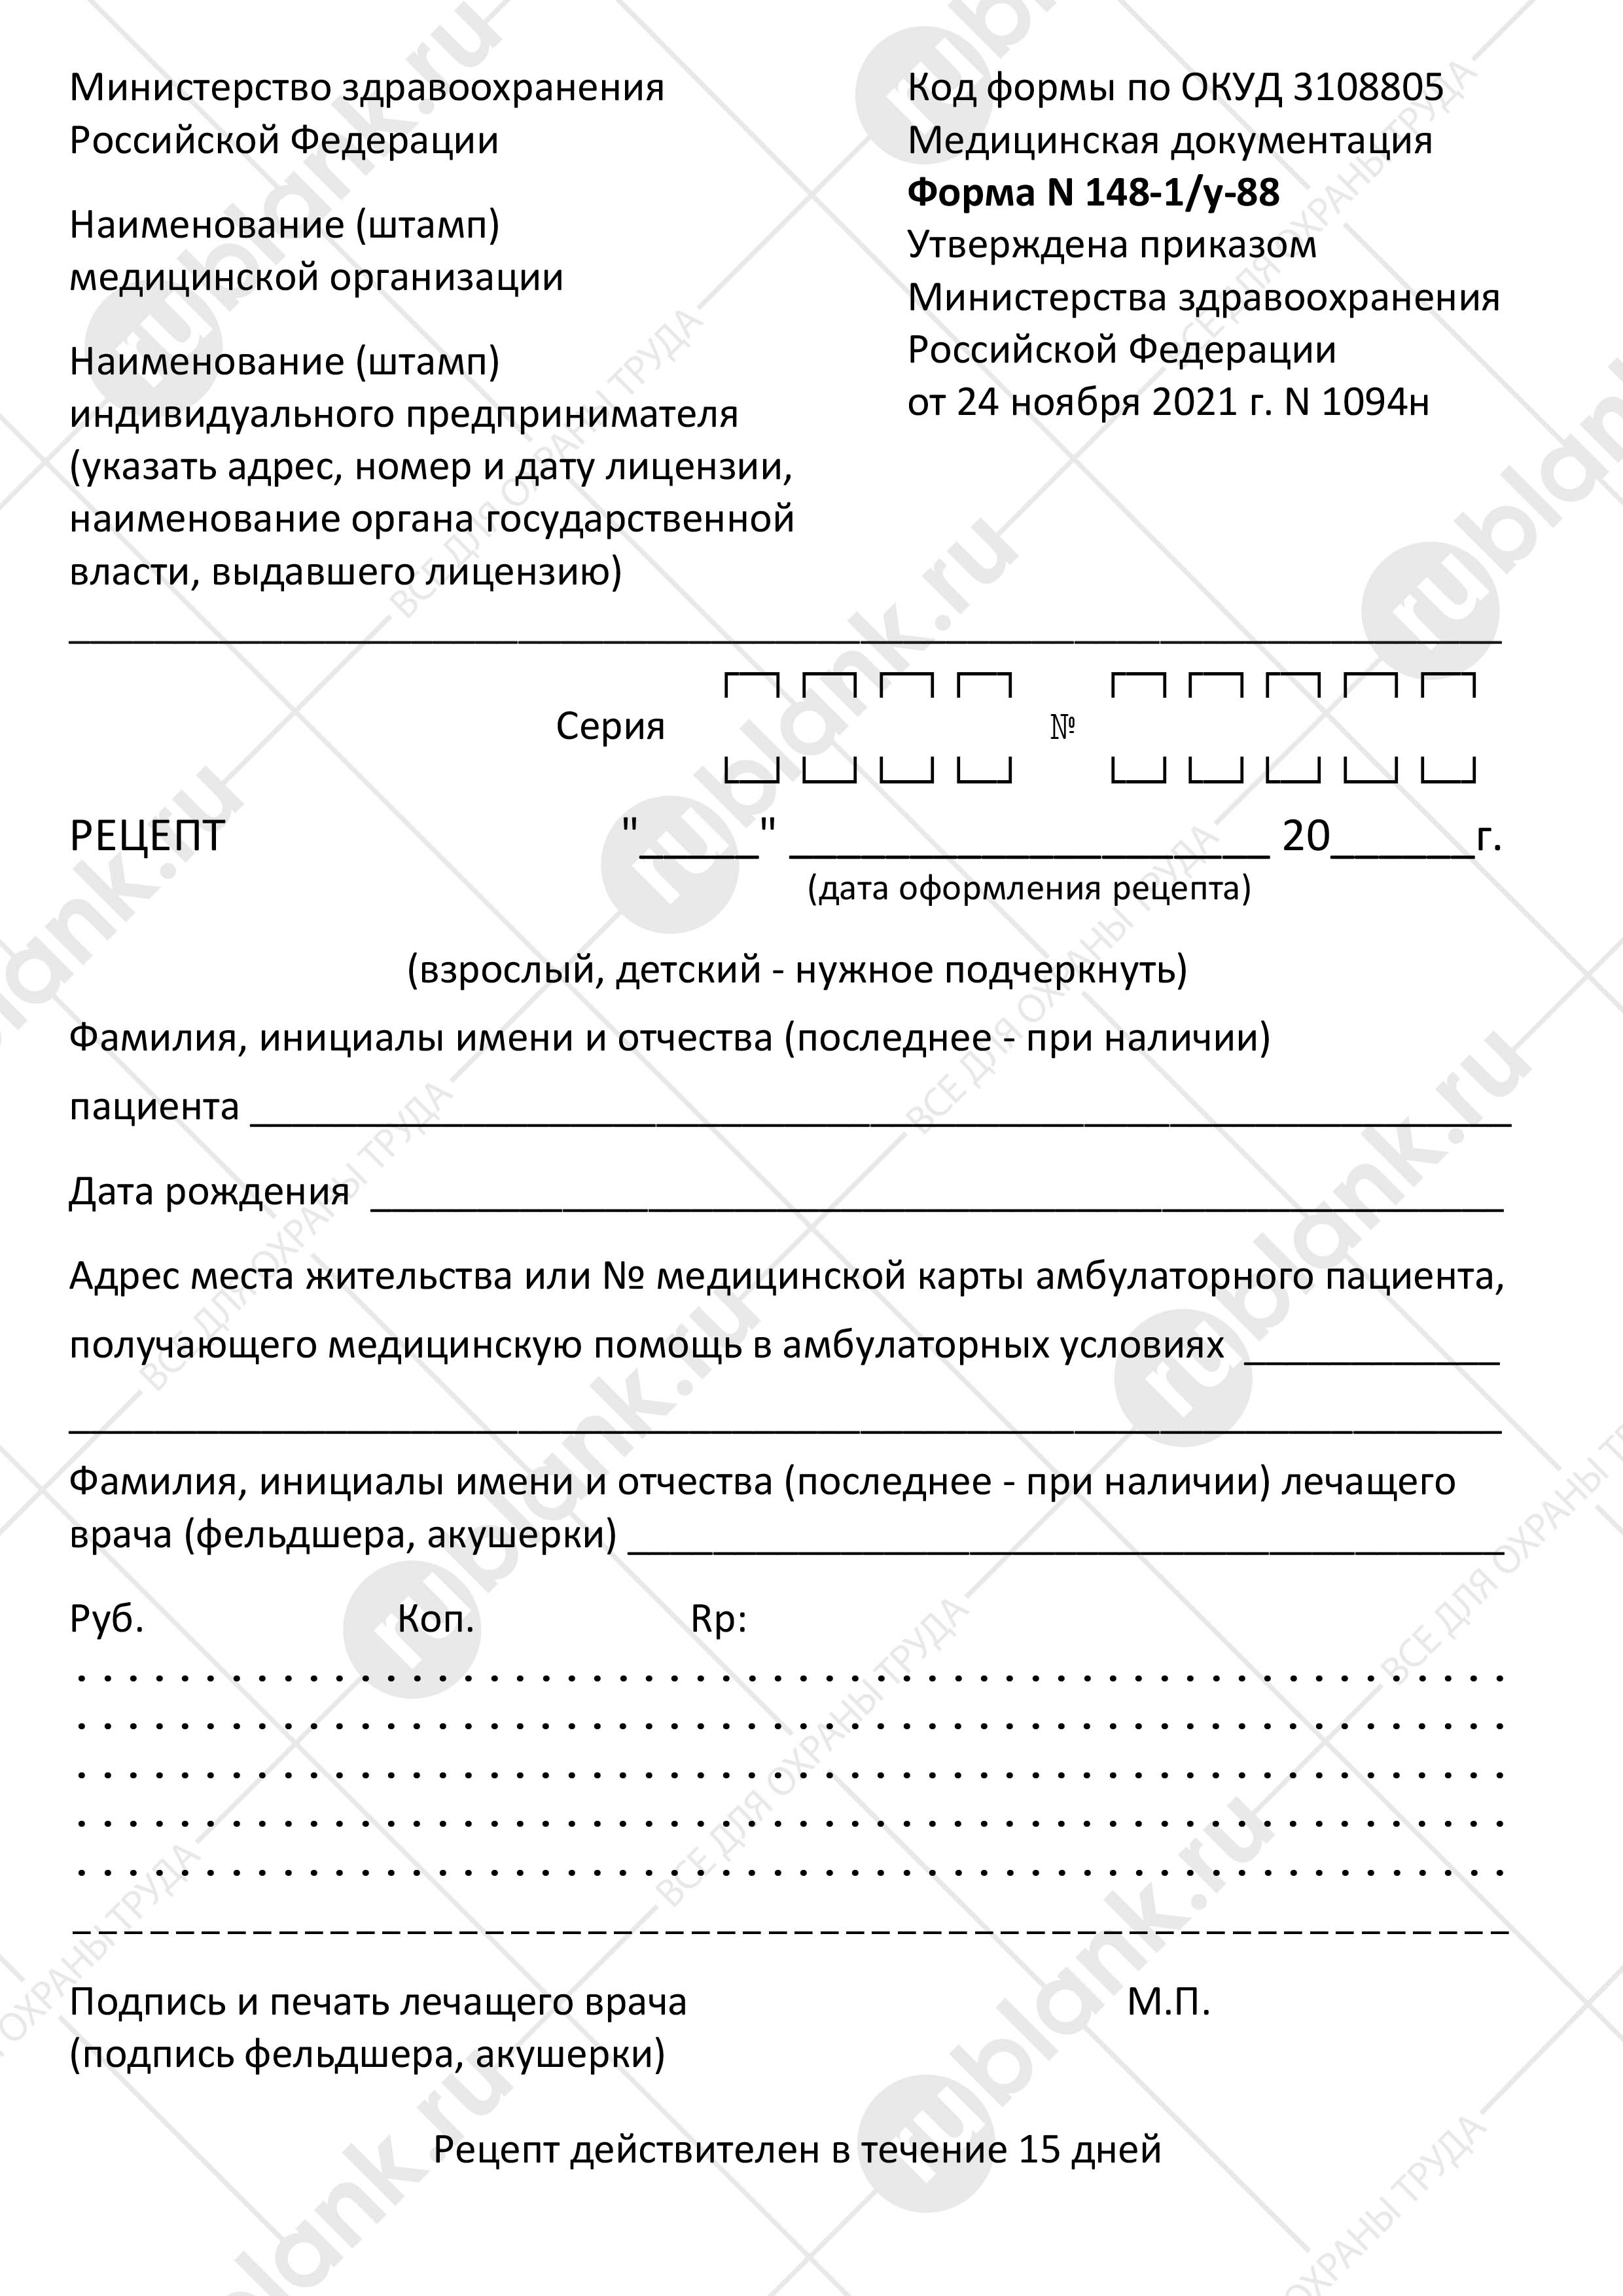 Министерство здравоохранения
Российской Федерации
Наименование (штамп)
медицинской организации
Наименование (штамп)
индивидуального предпринимателя
(указать адрес, номер и дату лицензии,
наименование органа государственной
власти, выдавшего лицензию)
Код формы по ОКУД 3108805
Медицинская документация
Форма N 148-1/у-88
Утверждена приказом
Министерства здравоохранения
Российской Федерации
от 24 ноября 2021 г. N 1094н
Серия №
РЕЦЕПТ "_____" ____________________ 20______г.
(дата оформления рецепта)
(взрослый, детский - нужное подчеркнуть)
Фамилия, инициалы имени и отчества (последнее - при наличии)
пациента ____________________
Дата рождения ____________________
Адрес места жительства или № медицинской карты амбулаторного пациента,
получающего медицинскую помощь в амбулаторных условиях ____________
Фамилия, инициалы имени и отчества (последнее - при наличии) лечащего
врача (фельдшера, акушерки) ____________________
Руб. Коп. Rp:
Подпись и печать лечащего врача М.П.
(подпись фельдшера, акушерки)
Рецепт действителен в течение 15 дней
rublank.ru
ВСЕ ДЛЯ ОХРАНЫ ТРУДА